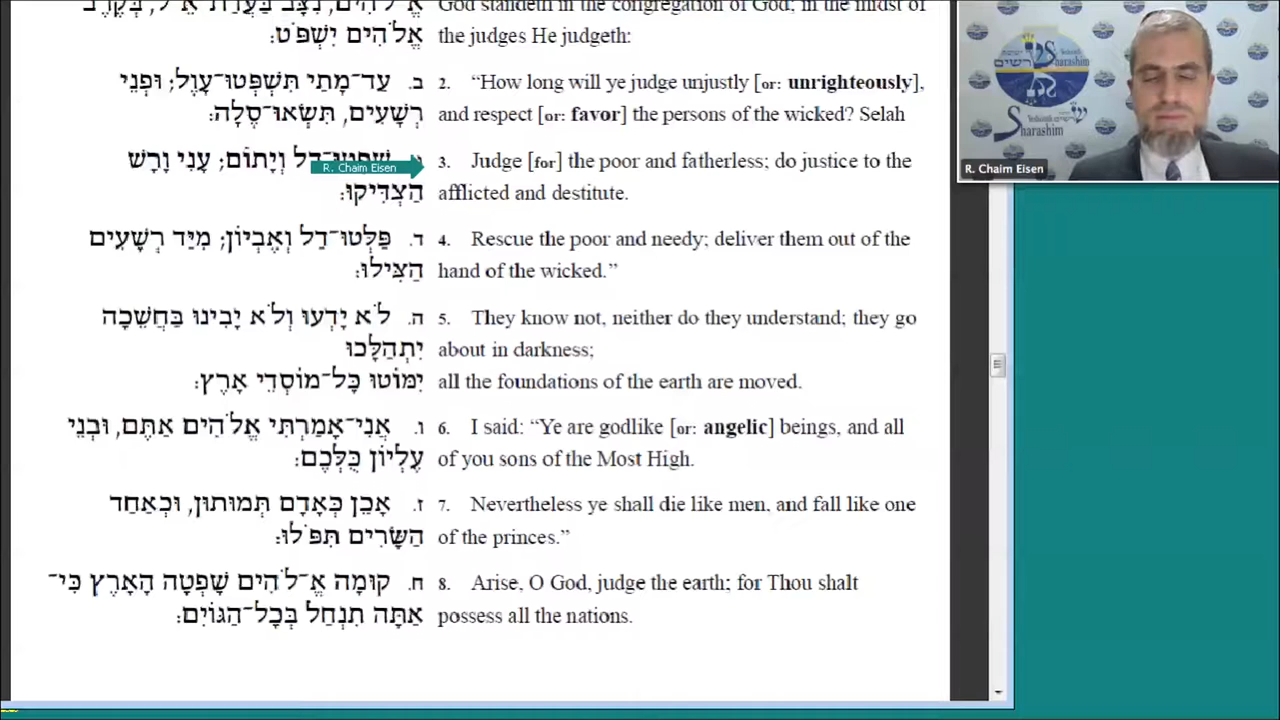 אֱ־לֹהִים, נִצָּב בַּעֲדַת אֵ־ל, בְּקֶרֶב
אֱלֹהִים יִשְׁפֹּט:
God standeth in the congregation of God; in the midst of
the judges He judgeth:
ב. עַד־מָתַי תִּשְׁפְּטוּ־עָוֶל; וּפְנֵי
רְשָׁעִים, תִּשְׂאוּ־סֶלָה:
2. “How long will ye judge unjustly [or: unrighteously],
and respect [or: favor] the persons of the wicked? Selah
וְיָתוֹם; עָנִי וָרָשׁ
הַצְדִּיקוּ:
R. Chaim Eisen
3. Judge [for] the poor and fatherless; do justice to the
afflicted and destitute.
ד. פַּלְּטוּ־דַל וְאֶבְיוֹן; מִיַּד רְשָׁעִים
הַצִּילוּ:
4. Rescue the poor and needy; deliver them out of the
hand of the wicked.”
ה. לֹא יָדְעוּ וְלֹא יָבִינוּ בַּחֲשֵׁכָה
יִתְהַלָּכוּ
יִמּוֹטוּ כָּל־מוֹסְדֵי אָרֶץ:
5. They know not, neither do they understand; they go
about in darkness;
all the foundations of the earth are moved.
ו. אֲנִי־אָמַרְתִּי אֱלֹהִים אַתֶּם, וּבְנֵי
עֶלְיוֹן כֻּלְּכֶם:
6. I said: “Ye are godlike [or: angelic] beings, and all
of you sons of the Most High.
ז. אָכֵן כְּאָדָם תְּמוּתוּן, וּכְאַחַד
הַשָּׂרִים תִּפֹּלוּ:
7. Nevertheless ye shall die like men, and fall like one
of the princes.”
ח. קוּמָה אֱ־לֹהִים שָׁפְטָה הָאָרֶץ כִּי־
אַתָּה תִנְחַל בְּכָל־הַגּוֹיִם:
8. Arise, O God, judge the earth; for Thou shalt
possess all the nations.
שרשים
Sharashim
Yeshivath
Sharashim
שרשים
R. Chaim Eisen